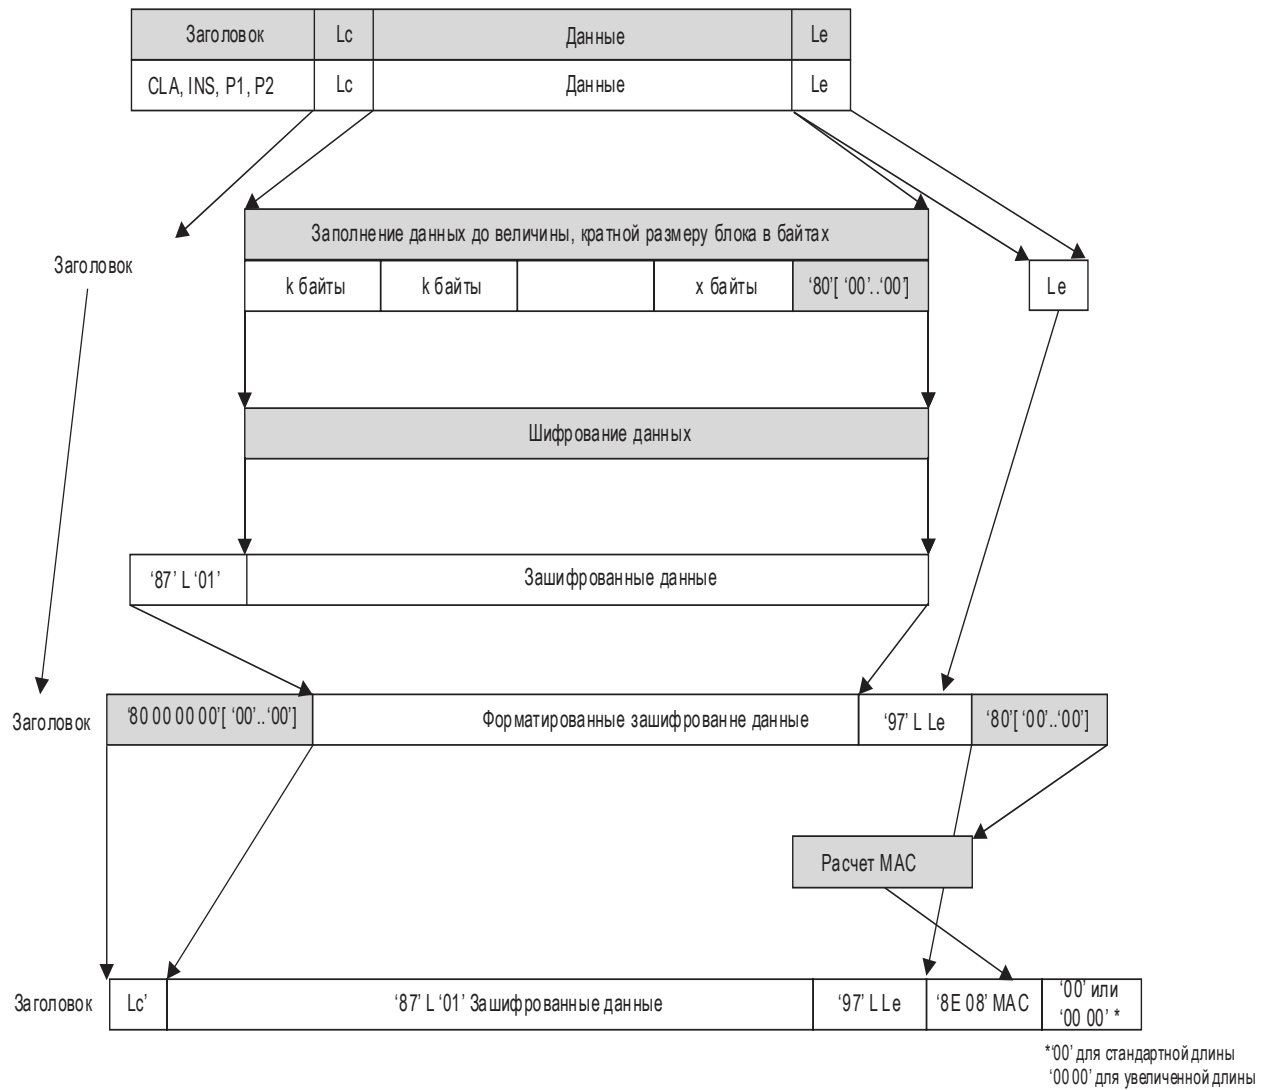 Заголовок Lc Данные Le
CLA, INS, P1, P2 Lc Данные Le
Заполнение данных до величины, кратной размеру блока в байтах
Заголовок
k байты k байты x байты ‘80’[ ‘00’..‘00’] Le
Шифрование данных
‘87’ L ‘01’ Зашифрованные данные
Заголовок ‘80 00 00 00’[ ‘00’..‘00’] Форматированные зашифрованне данные ‘97’ L Le ‘80’[ ‘00’..‘00’]
Расчет MAC
Заголовок Lc’ ‘87’ L ‘01’ Зашифрованные данные ‘97’ L Le ‘8E 08’ MAC ‘00’ или
‘00 00’ *
*‘00’ для стандартной длины
‘00 00’ для увеличенной длины